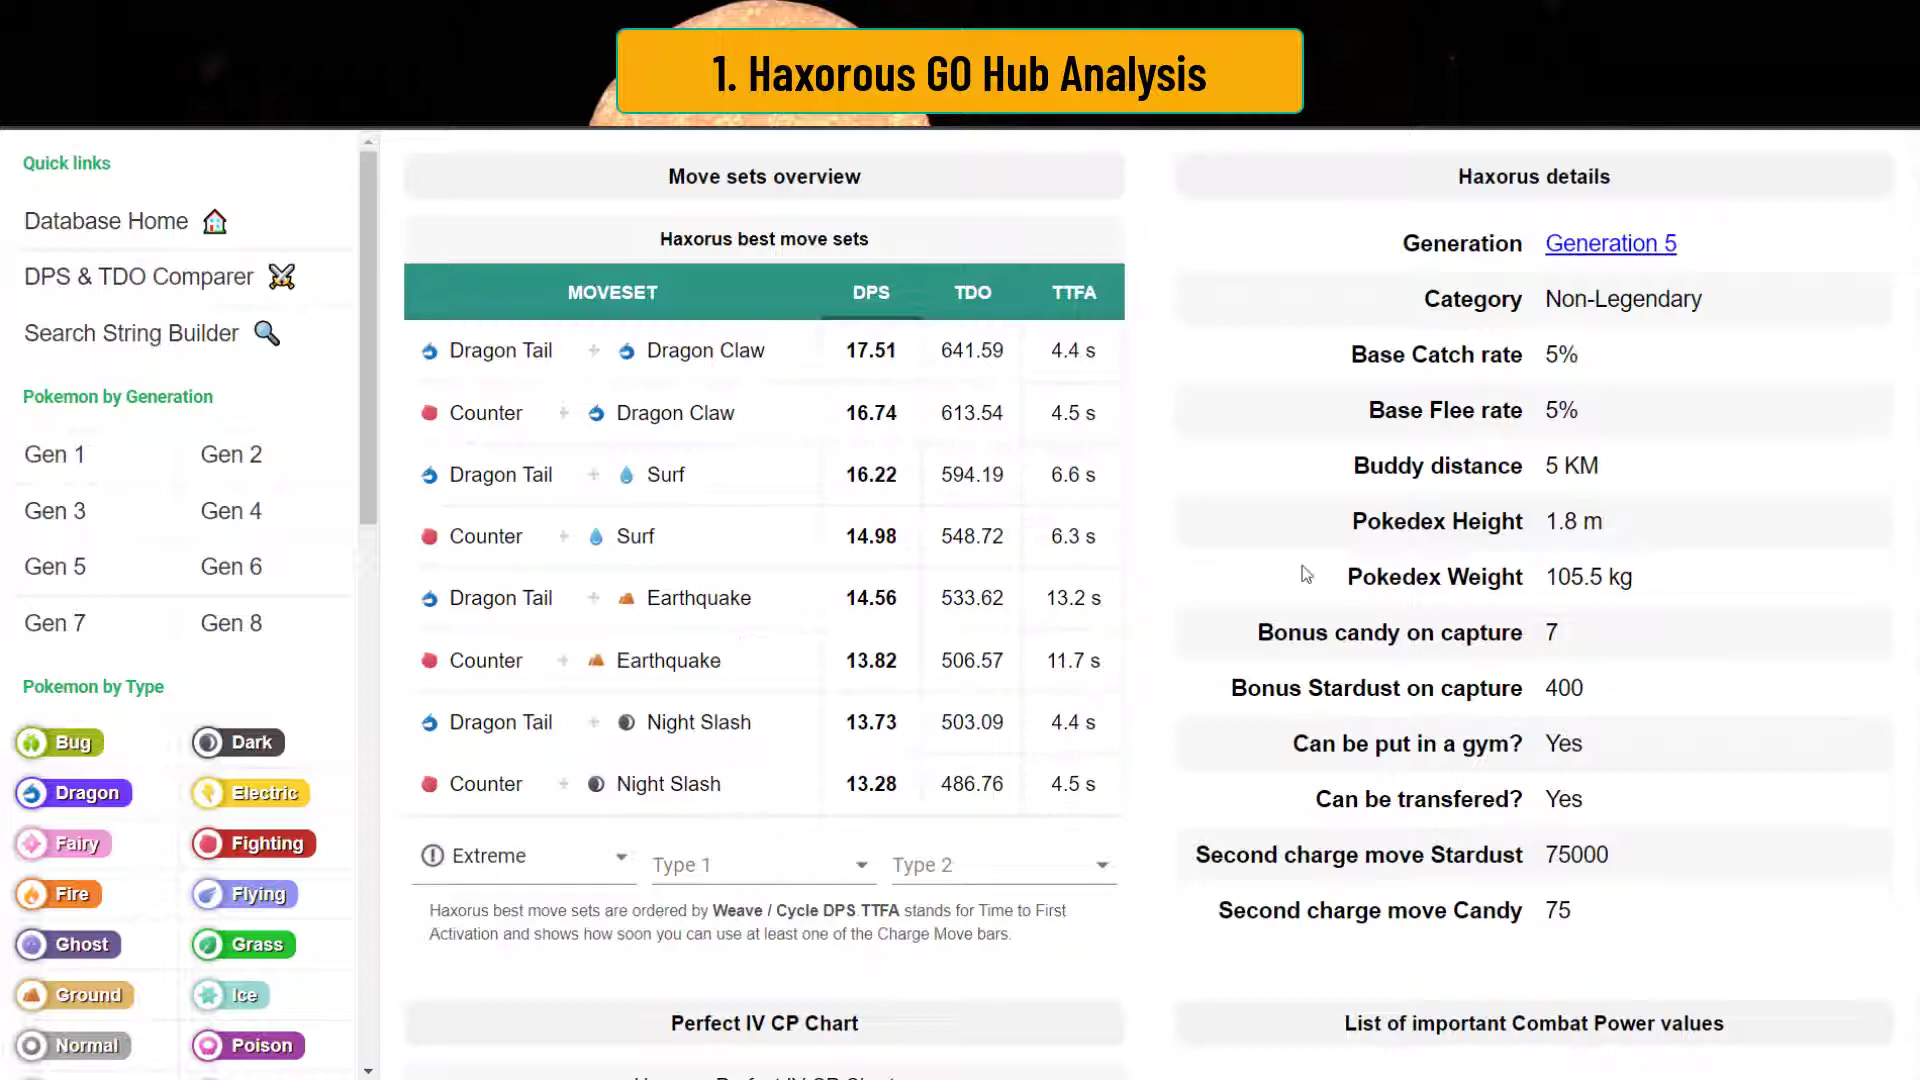 1. Haxorous GO Hub Analysis
Quick links
Database Home
DPS & TDO Comparer
Search String Builder
Pokemon by Generation
Gen 1 Gen 2
Gen 3 Gen 4
Gen 5 Gen 6
Gen 7 Gen 8
Pokemon by Type
Bug Dark
Dragon Electric
Fairy Fighting
Fire Flying
Ghost Grass
Ground Ice
Normal Poison
Move sets overview
Haxorus best move sets
MOVESET DPS TDO TTFA
Dragon Tail + Dragon Claw 17.51 641.59 4.4 s
Counter + Dragon Claw 16.74 613.54 4.5 s
Dragon Tail + Surf 16.22 594.19 6.6 s
Counter + Surf 14.98 548.72 6.3 s
Dragon Tail + Earthquake 14.56 533.62 13.2 s
Counter + Earthquake 13.82 506.57 11.7 s
Dragon Tail + Night Slash 13.73 503.09 4.4 s
Counter + Night Slash 13.28 486.76 4.5 s
Extreme Type 1 Type 2
Haxorus best move sets are ordered by Weave / Cycle DPS.TTFA stands for Time to First
Activation and shows how soon you can use at least one of the Charge Move bars.
Perfect IV CP Chart
Haxorus details
Generation Generation 5
Category Non-Legendary
Base Catch rate 5%
Base Flee rate 5%
Buddy distance 5 KM
Pokedex Height 1.8 m
Pokedex Weight 105.5 kg
Bonus candy on capture 7
Bonus Stardust on capture 400
Can be put in a gym? Yes
Can be transfered? Yes
Second charge move Stardust 75000
Second charge move Candy 75
List of important Combat Power values